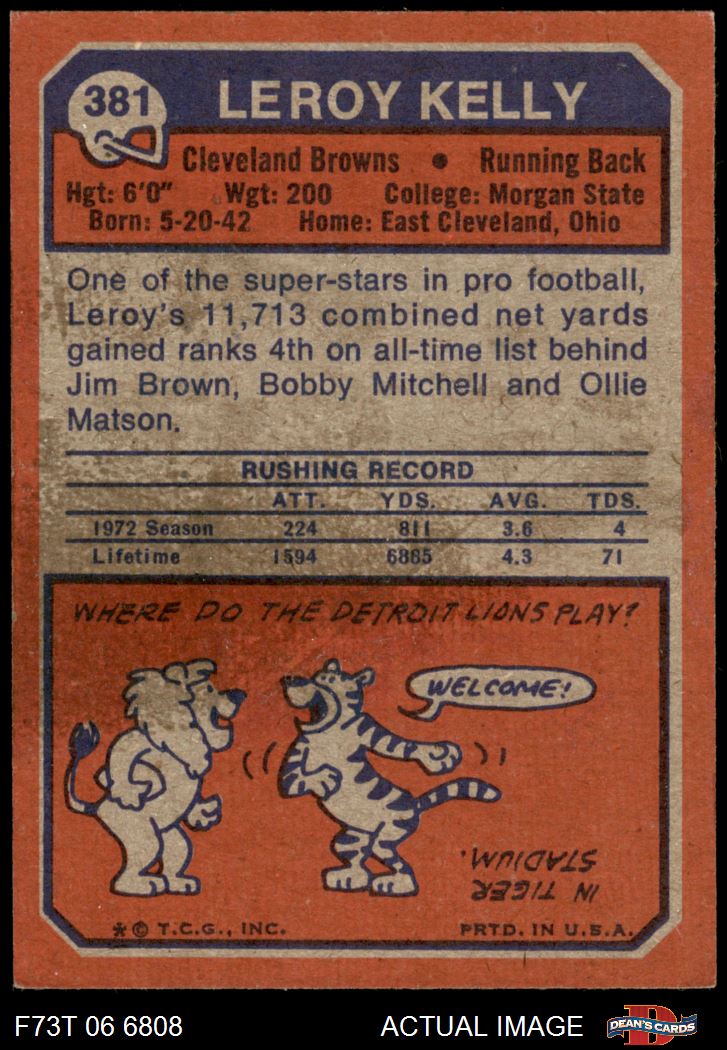 381
LEROY KELLY
Cleveland Browns • Running Back
Hgt: 6'0" Wgt: 200 College: Morgan State
Born: 5-20-42 Home: East Cleveland, Ohio
One of the super-stars in pro football,
Leroy's 11,713 combined net yards
gained ranks 4th on all-time list behind
Jim Brown, Bobby Mitchell and Ollie
Matson.
RUSHING RECORD
ATT. YDS. AVG. TDS.
1972 Season 224 811 3.6 4
Lifetime 1594 6885 4.3 71
WHERE DO THE DETROIT LIONS PLAY?
WELCOME!
IN TIGER
STADIUM.
* © T.C.G., INC. PRTD. IN U.S.A.
F73T 06 6808 ACTUAL IMAGE
D
DEAN'S CARDS